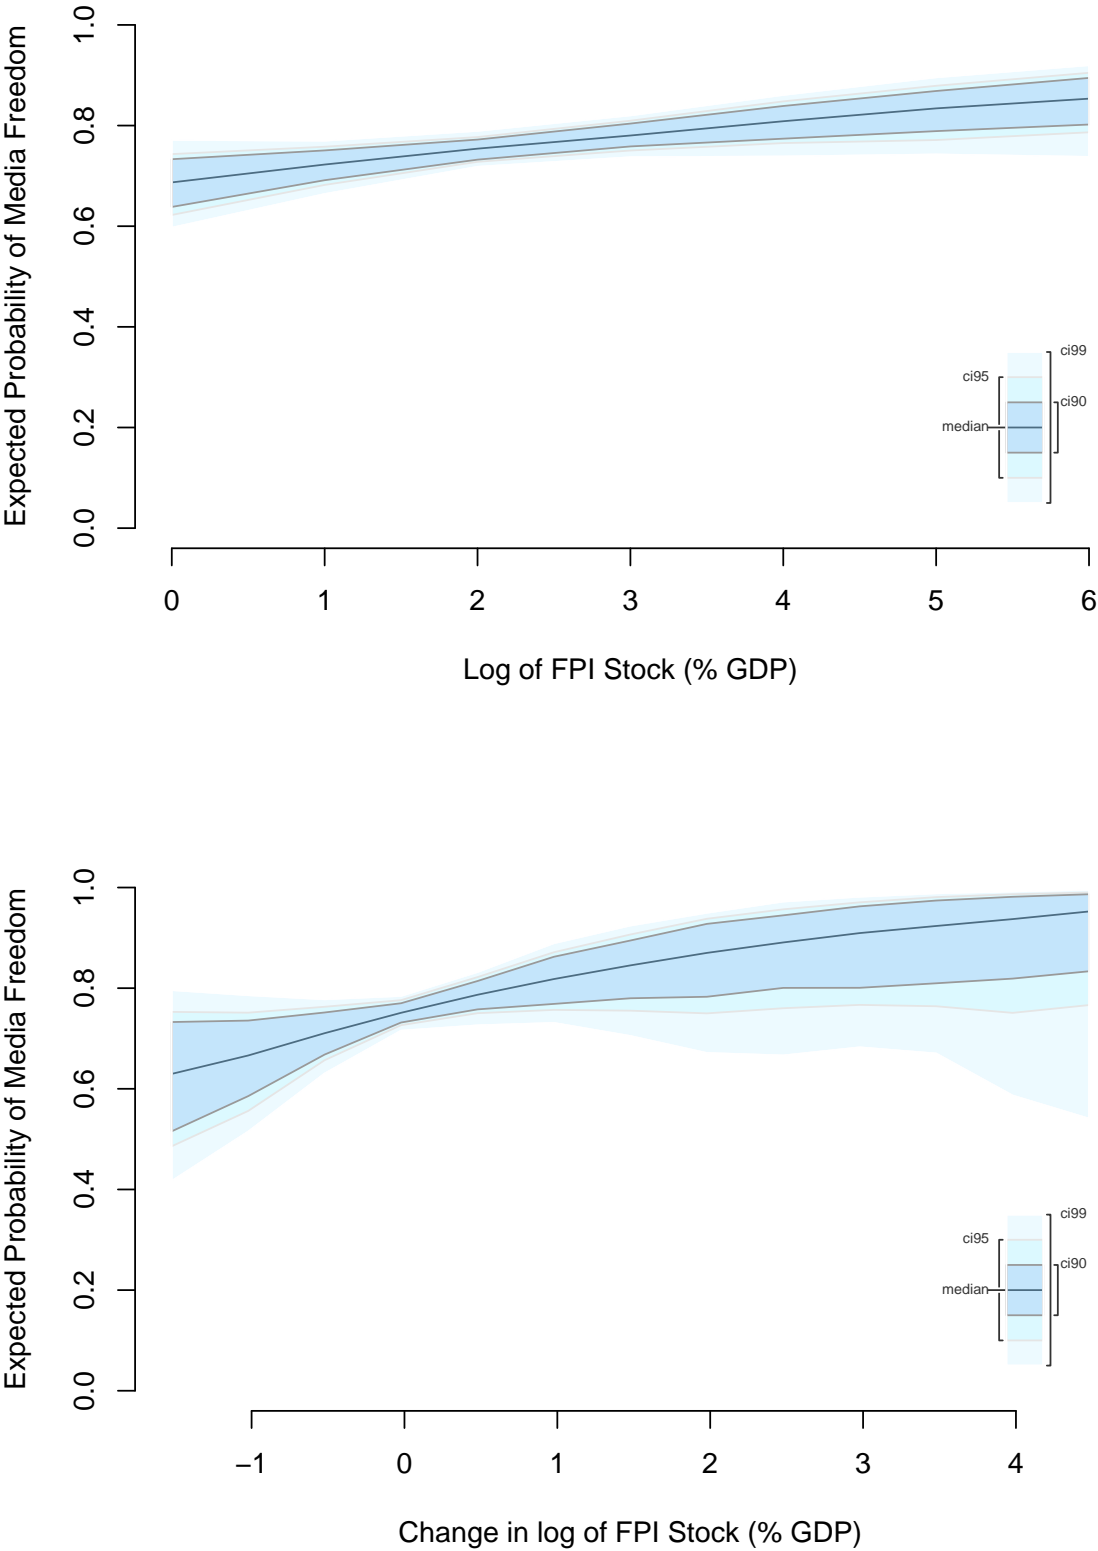 Expected Probability of Media Freedom
1.0
0.8
0.6
0.4
0.2
0.0
ci99
ci95
ci90
median
0 1 2 3 4 5 6
Log of FPI Stock (% GDP)
Expected Probability of Media Freedom
1.0
0.8
0.6
0.4
0.2
0.0
ci99
ci95
ci90
median
−1 0 1 2 3 4
Change in log of FPI Stock (% GDP)